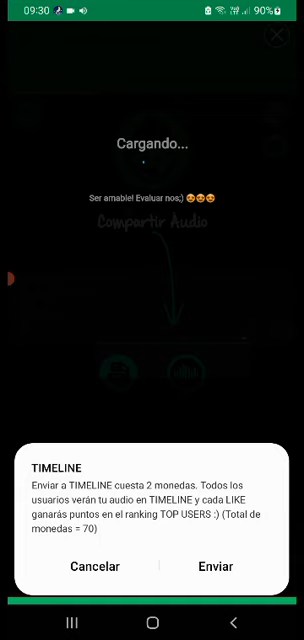 09:30
90%
Cargando...
Ser amable! Evaluar nos;) 😍😍😍
Compartir Audio
TIMELINE
Enviar a TIMELINE cuesta 2 monedas. Todos los
usuarios verán tu audio en TIMELINE y cada LIKE
ganarás puntos en el ranking TOP USERS :) (Total de
monedas = 70)
Cancelar
Enviar